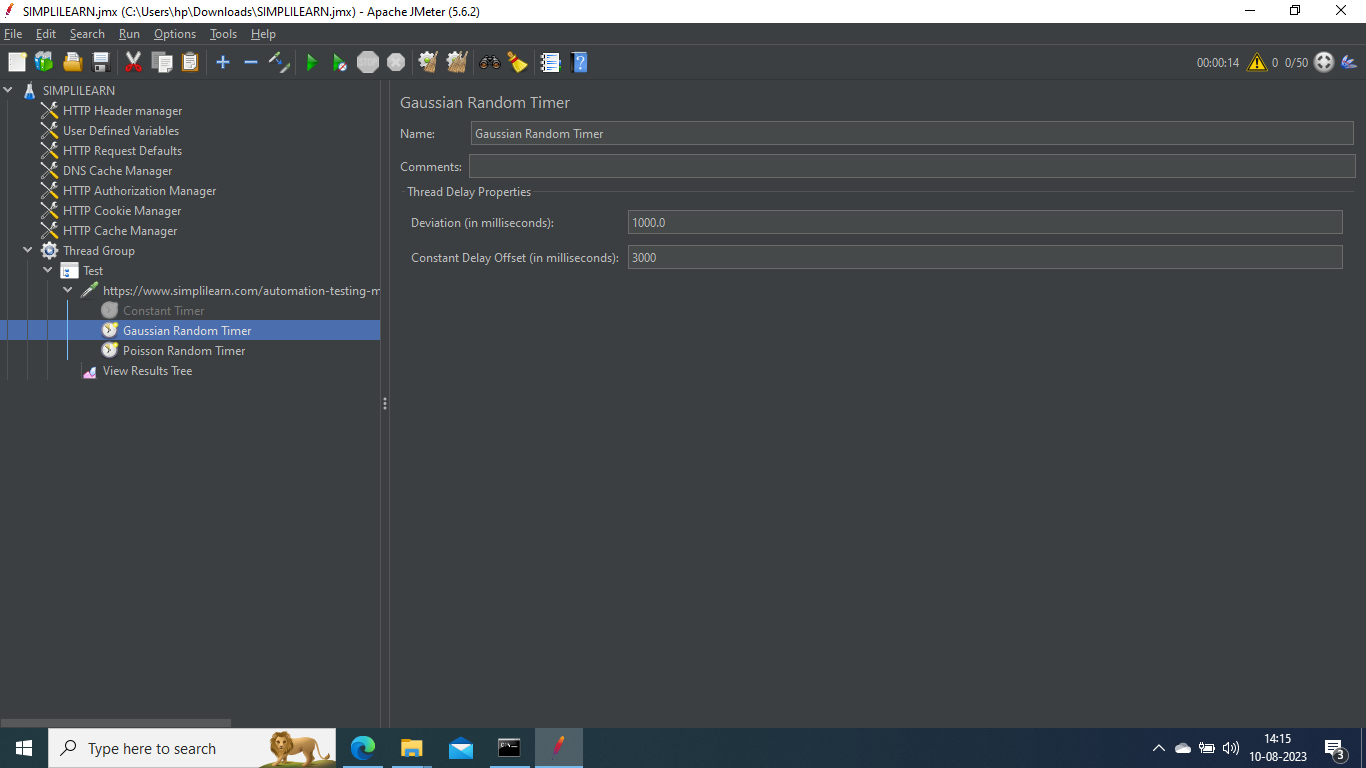 SIMPLILEARN.jmx (C:\Users\hp\Downloads\SIMPLILEARN.jmx) - Apache JMeter (5.6.2)
File Edit Search Run Options Tools Help
STOP
00:00:14 0 0/50
SIMPLILEARN
HTTP Header manager
User Defined Variables
HTTP Request Defaults
DNS Cache Manager
HTTP Authorization Manager
HTTP Cookie Manager
HTTP Cache Manager
Thread Group
Test
https://www.simplilearn.com/automation-testing-m
Constant Timer
Gaussian Random Timer
Poisson Random Timer
View Results Tree
Gaussian Random Timer
Name: Gaussian Random Timer
Comments:
Thread Delay Properties
Deviation (in milliseconds): 1000.0
Constant Delay Offset (in milliseconds): 3000
Type here to search
14:15
10-08-2023
3